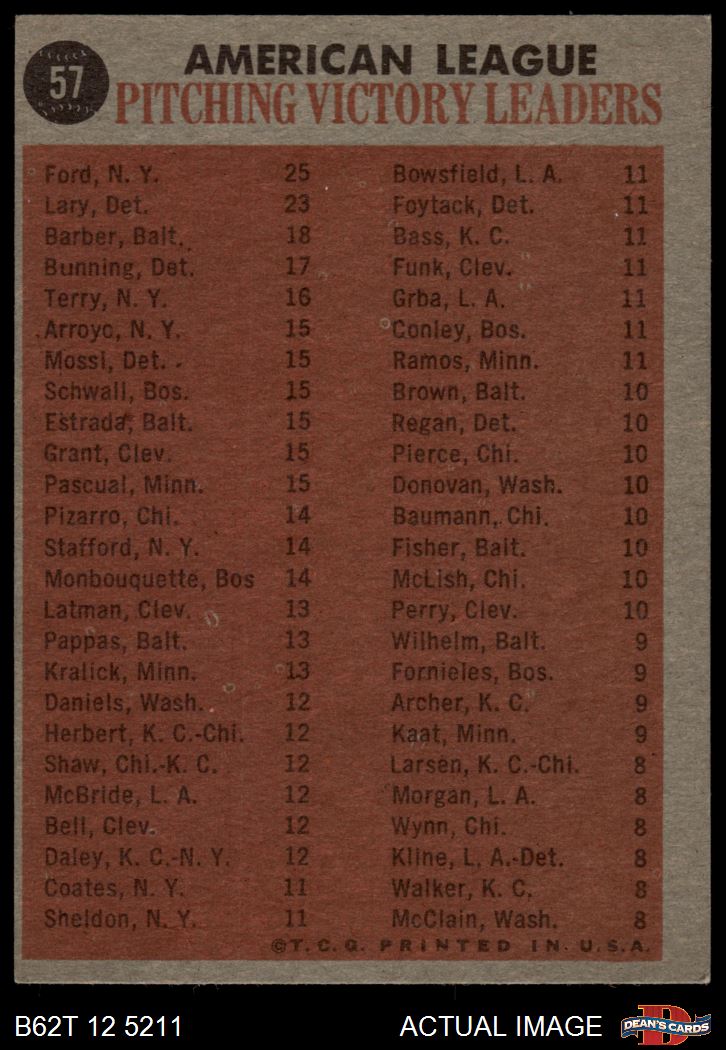 57
AMERICAN LEAGUE
PITCHING VICTORY LEADERS
Ford, N. Y. 25
Lary, Det. 23
Barber, Balt. 18
Bunning, Det. 17
Terry, N. Y. 16
Arroyo, N. Y. 15
Mossi, Det. 15
Schwall, Bos. 15
Estrada, Balt. 15
Grant, Clev. 15
Pascual, Minn. 15
Pizarro, Chi. 14
Stafford, N. Y. 14
Monbouquette, Bos 14
Latman, Clev. 13
Pappas, Balt. 13
Kralick, Minn. 13
Daniels, Wash. 12
Herbert, K. C.-Chi. 12
Shaw, Chi.-K. C. 12
McBride, L. A. 12
Bell, Clev. 12
Daley, K. C.-N. Y. 12
Coates, N. Y. 11
Sheldon, N. Y. 11
Bowsfield, L. A. 11
Foytack, Det. 11
Bass, K. C. 11
Funk, Clev. 11
Grba, L. A. 11
Conley, Bos. 11
Ramos, Minn. 11
Brown, Balt. 10
Regan, Det. 10
Pierce, Chi. 10
Donovan, Wash. 10
Baumann, Chi. 10
Fisher, Balt. 10
McLish, Chi. 10
Perry, Clev. 10
Wilhelm, Balt. 9
Fornieles, Bos. 9
Archer, K. C. 9
Kaat, Minn. 9
Larsen, K. C.-Chi. 8
Morgan, L. A. 8
Wynn, Chi. 8
Kline, L. A.-Det. 8
Walker, K. C. 8
McClain, Wash. 8
©T. C. G. PRINTED IN U.S.A.
B62T 12 5211
ACTUAL IMAGE
D
DEAN'S CARDS